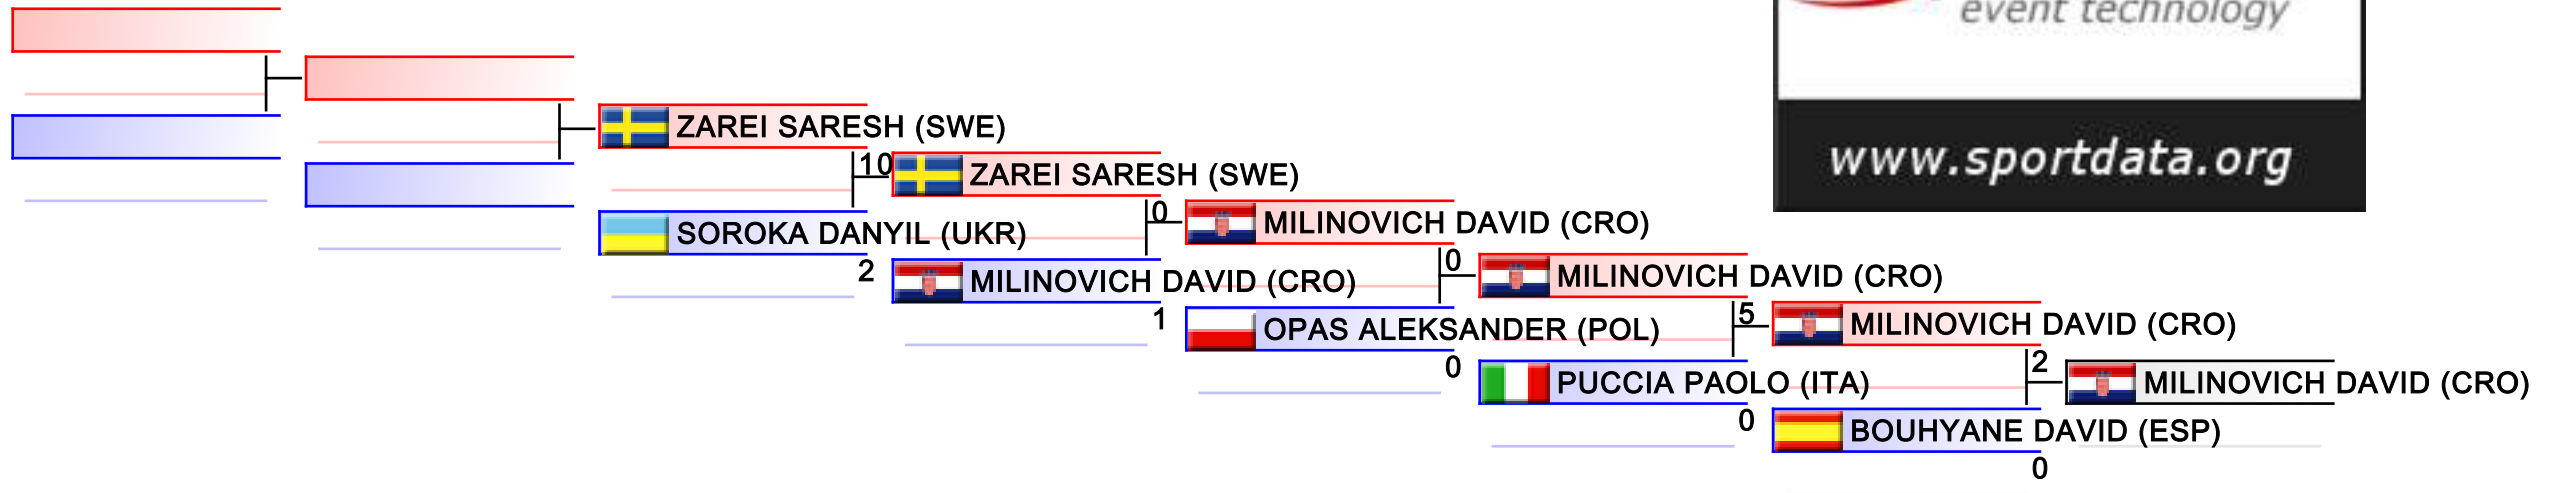 event technology
www.sportdata.org
ZAREI SARESH (SWE)
10
ZAREI SARESH (SWE)
0
MILINOVICH DAVID (CRO)
SOROKA DANYIL (UKR)
2
0
MILINOVICH DAVID (CRO)
MILINOVICH DAVID (CRO)
1
5
MILINOVICH DAVID (CRO)
OPAS ALEKSANDER (POL)
0
2
MILINOVICH DAVID (CRO)
PUCCIA PAOLO (ITA)
0
BOUHYANE DAVID (ESP)
0